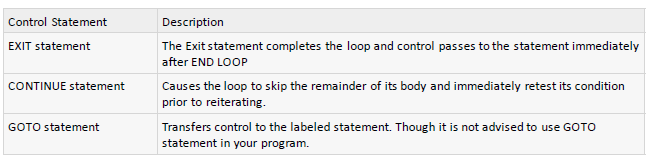 Control Statement Description
EXIT statement The Exit statement completes the loop and control passes to the statement immediately
after END LOOP
CONTINUE statement Causes the loop to skip the remainder of its body and immediately retest its condition
prior to reiterating.
GOTO statement Transfers control to the labeled statement. Though it is not advised to use GOTO
statement in your program.